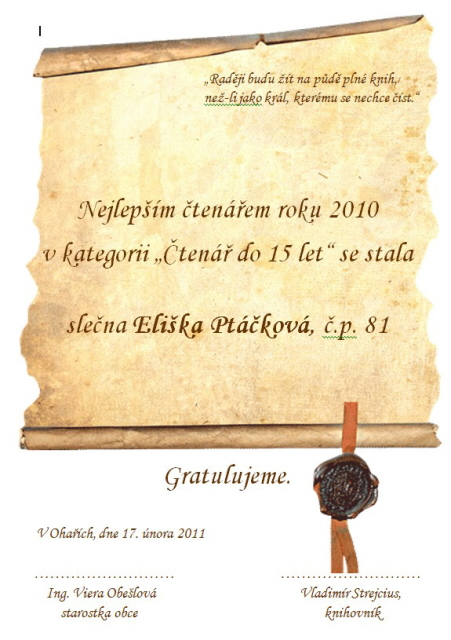 „Raději budu žít na půdě plné knih,
než-li jako král, kterému se nechce číst.“
Nejlepším čtenářem roku 2010
v kategorii „Čtenář do 15 let“ se stala
slečna Eliška Ptáčková, č.p. 81
Gratulujeme.
V Ohařích, dne 17. února 2011
Ing. Viera Obešlová
starostka obce
Vladimír Strejcius,
knihovník